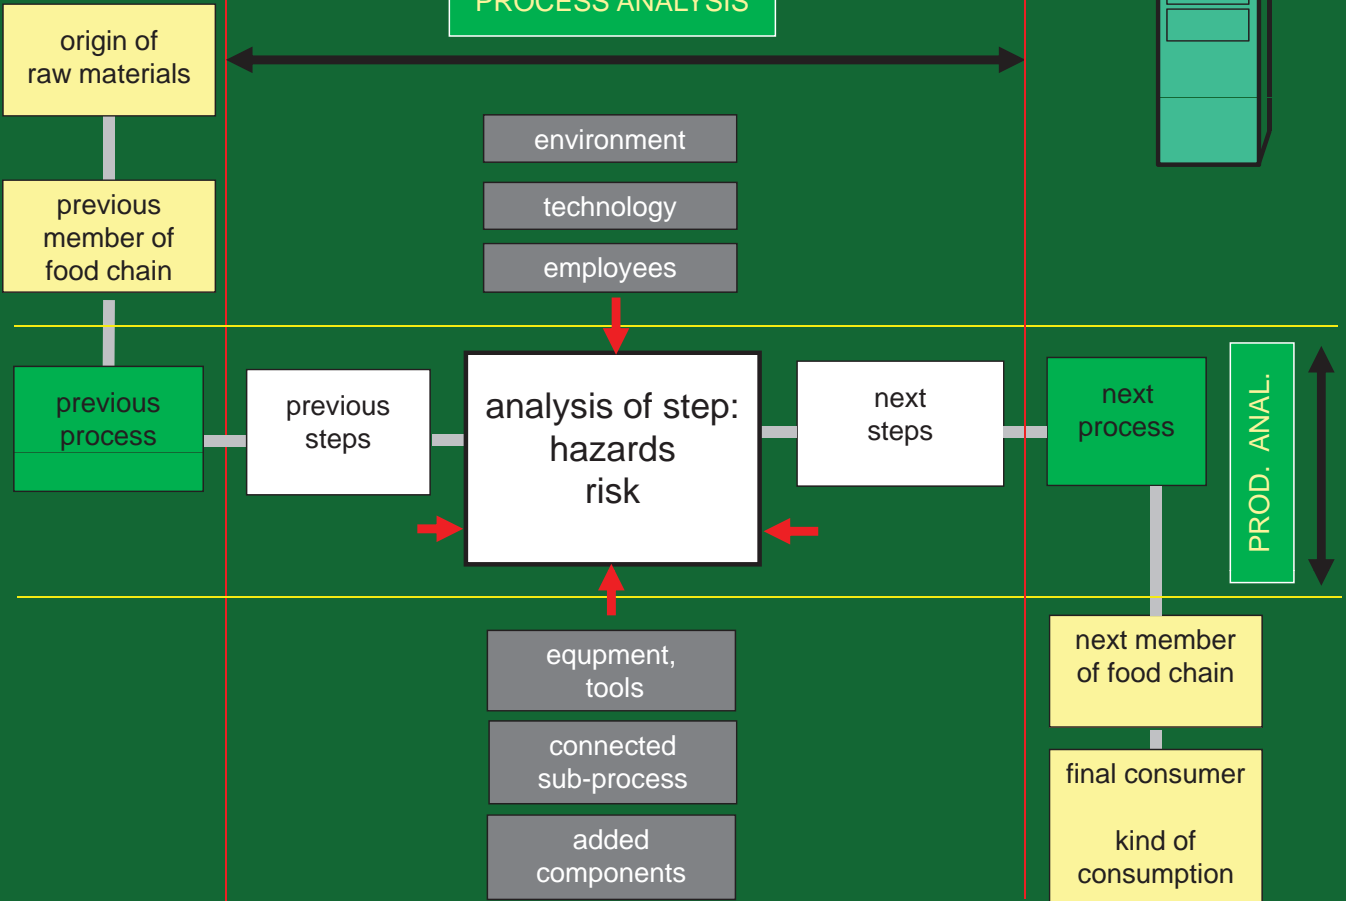 PROCESS ANALYSIS
origin of
raw materials
environment
technology
employees
previous
member of
food chain
previous
process
previous
steps
analysis of step:
hazards
risk
next
steps
next
process
PROD. ANAL.
equpment,
tools
connected
sub-process
added
components
next member
of food chain
final consumer
kind of
consumption